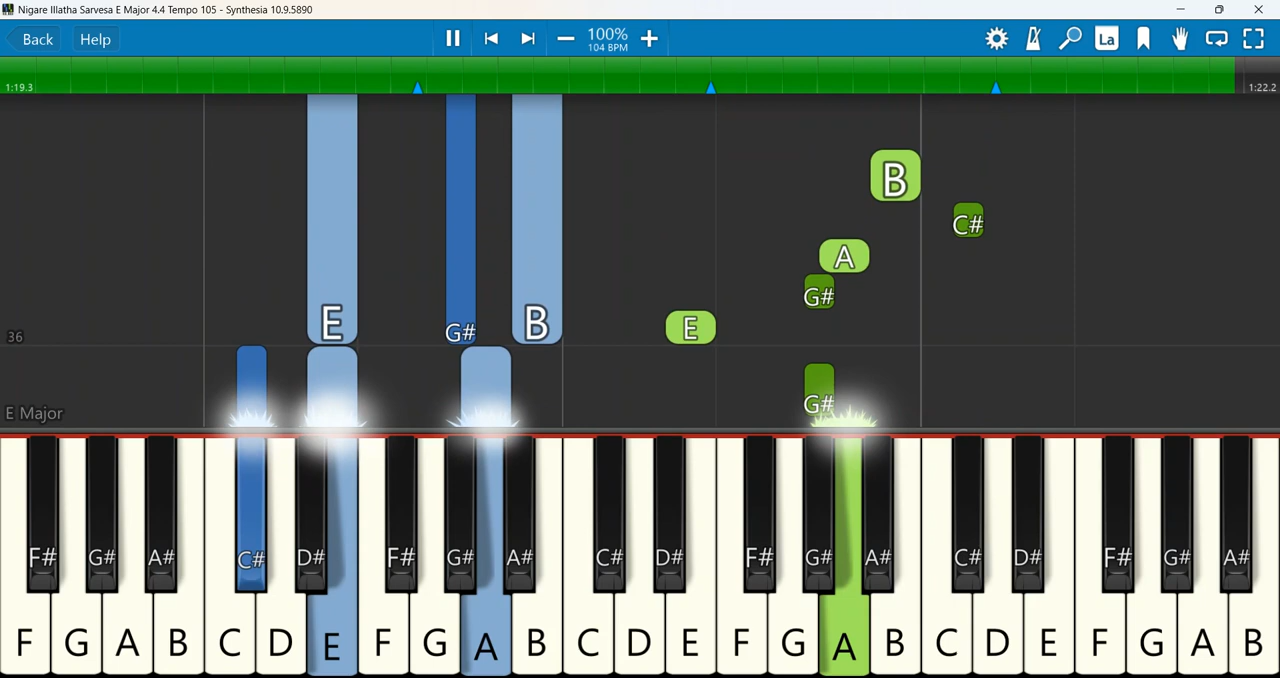 Nigare Illatha Sarvesa E Major 4.4 Tempo 105 - Synthesia 10.9.5890
Back Help 100% La
104 BPM
1:19.3 1:22.2
B
C#
A
G#
E G# B E
36
G#
E Major
F# G# A# C# D# F# G# A# C# D# F# G# A# C# D# F# G# A#
F G A B C D E F G A B C D E F G A B C D E F G A B